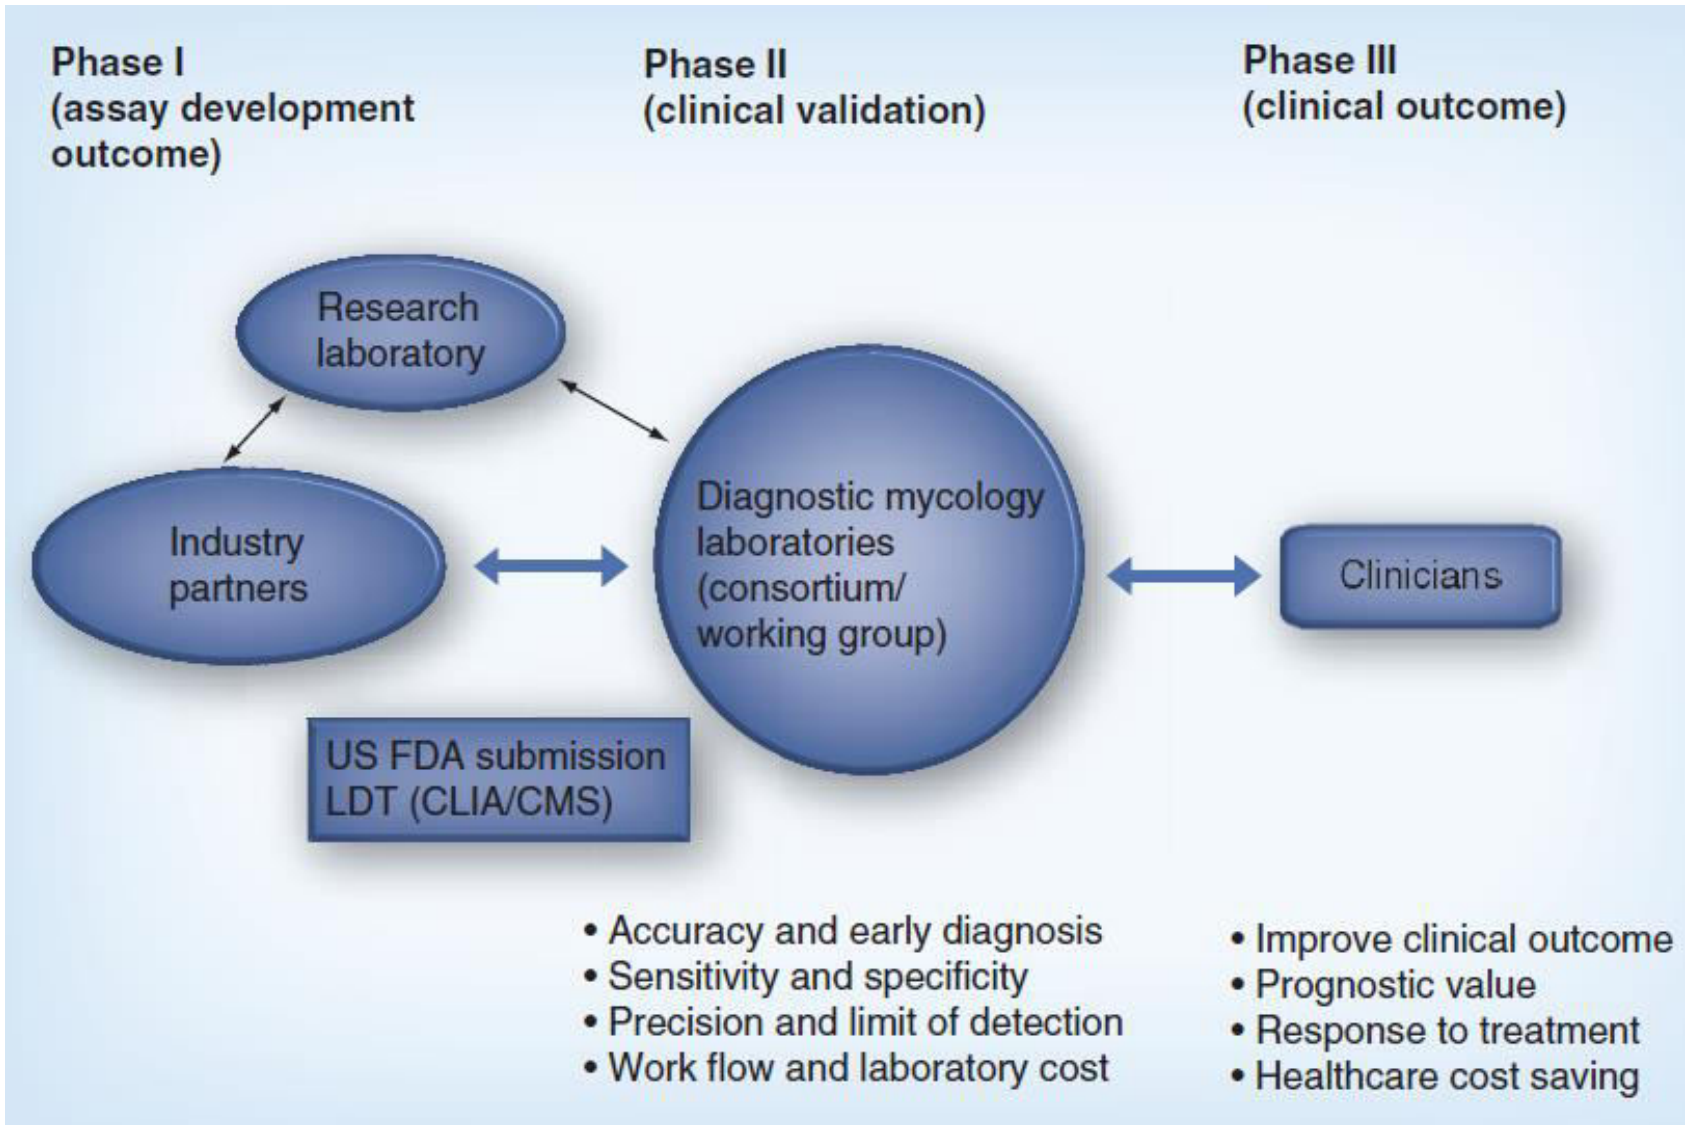 Phase I
(assay development
outcome)
Phase II
(clinical validation)
Phase III
(clinical outcome)
Research
laboratory
Industry
partners
Diagnostic mycology
laboratories
(consortium/
working group)
Clinicians
US FDA submission
LDT (CLIA/CMS)
• Accuracy and early diagnosis
• Sensitivity and specificity
• Precision and limit of detection
• Work flow and laboratory cost
• Improve clinical outcome
• Prognostic value
• Response to treatment
• Healthcare cost saving